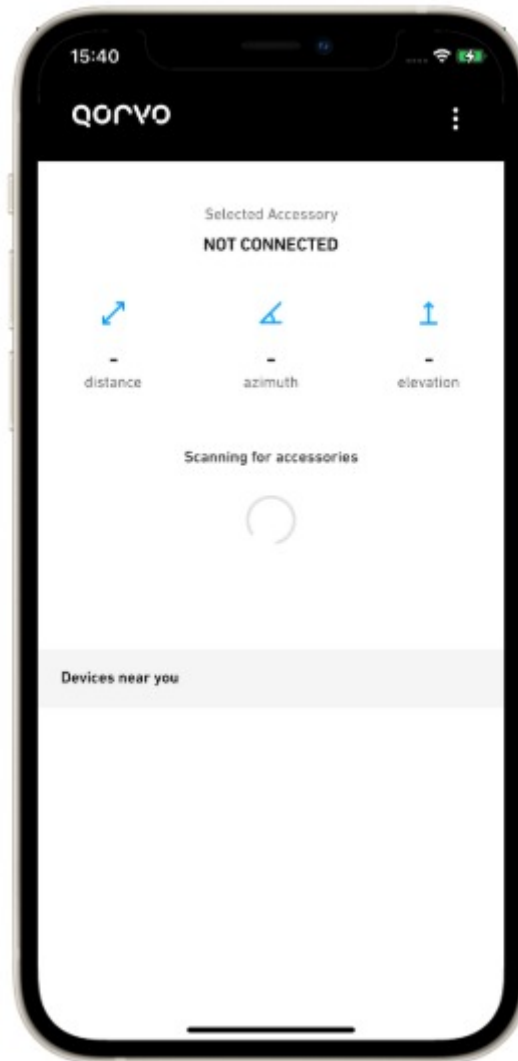 15:40
QORVO
Selected Accessory
NOT CONNECTED
- - -
distance azimuth elevation
Scanning for accessories
Devices near you